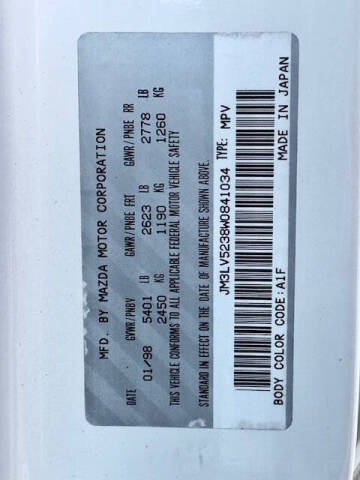 MFD. BY MAZDA MOTOR CORPORATION
DATE GVWR/PNBV GAWR/PNBE FRT GAWR/PNBE RR
01/98 5401 LB 2623 LB 2778 LB
2450 KG 1190 KG 1260 KG
THIS VEHICLE CONFORMS TO ALL APPLICABLE FEDERAL MOTOR VEHICLE SAFETY
STANDARD IN EFFECT ON THE DATE OF MANUFACTURE SHOWN ABOVE.
JM3LV5238W0841034 TYPE: MPV
BODY COLOR CODE:A1F MADE IN JAPAN